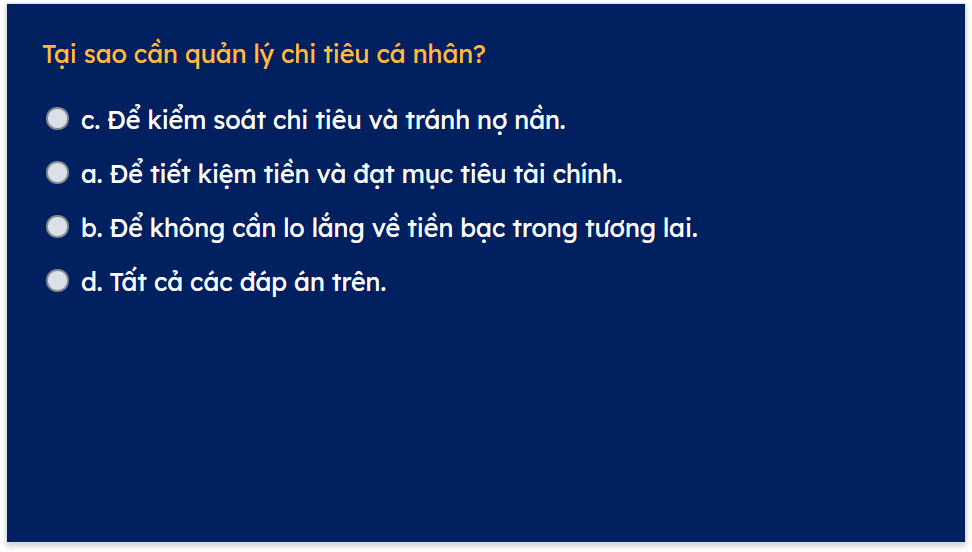 Tại sao cần quản lý chi tiêu cá nhân?
c. Để kiểm soát chi tiêu và tránh nợ nần.
a. Để tiết kiệm tiền và đạt mục tiêu tài chính.
b. Để không cần lo lắng về tiền bạc trong tương lai.
d. Tất cả các đáp án trên.